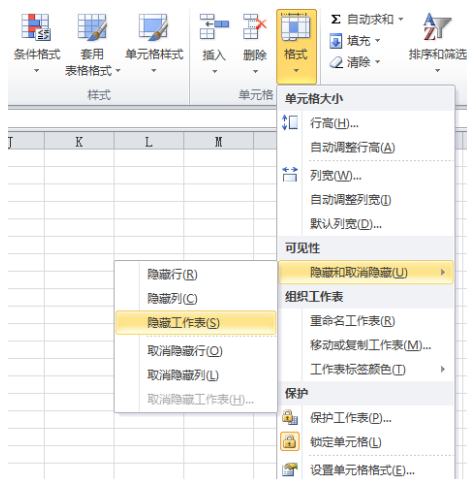 条件格式
套用
表格格式
单元格样式
插入
删除
格式
Σ 自动求和
填充
清除
排序和筛选
样式
单元格
单元格大小
行高(H)...
自动调整行高(A)
列宽(W)...
自动调整列宽(I)
默认列宽(D)...
可见性
隐藏和取消隐藏(U)
组织工作表
重命名工作表(R)
移动或复制工作表(M)...
工作表标签颜色(T)
保护
保护工作表(P)...
锁定单元格(L)
设置单元格格式(E)...
J K L M
隐藏行(R)
隐藏列(C)
隐藏工作表(S)
取消隐藏行(O)
取消隐藏列(L)
取消隐藏工作表(H)...